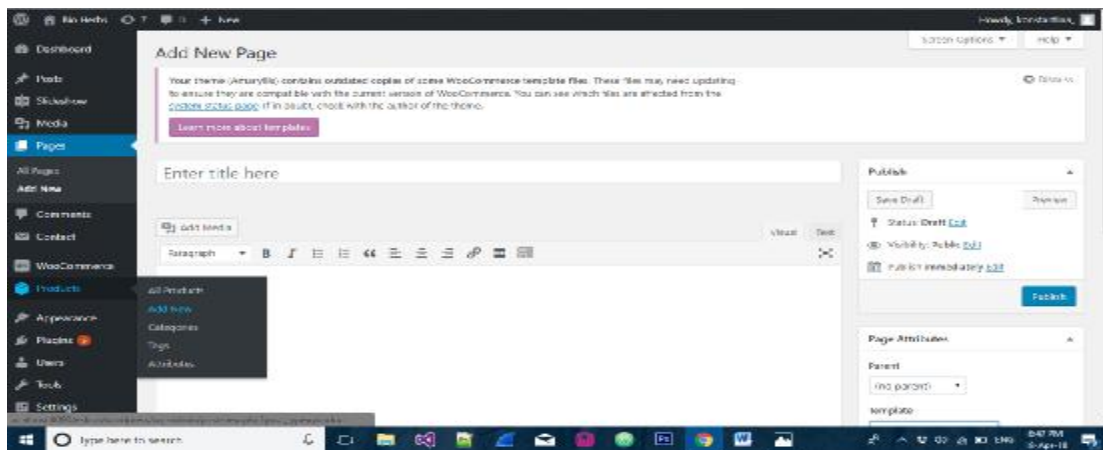 Bio Herbs 7 0 + New Howdy, konstantina,
Screen Options Help
Dashboard
Posts
Slideshow
Media
Pages
All Pages
Add New
Comments
Contact
WooCommerce
Products
Appearance
Plugins
Users
Tools
Settings
All Products
Add New
Categories
Tags
Attributes
Add New Page
Your theme (Amaryllis) contains outdated copies of some WooCommerce template files. These files may need updating
to ensure they are compatible with the current version of WooCommerce. You can see which files are affected from the
system status page. If in doubt, check with the author of the theme.
Dismiss
Learn more about templates
Enter title here
Add Media
Visual Text
Paragraph B I
Publish
Save Draft Preview
Status: Draft Edit
Visibility: Public Edit
Publish immediately Edit
Publish
Page Attributes
Parent
(no parent)
Template
Type here to search
ENG